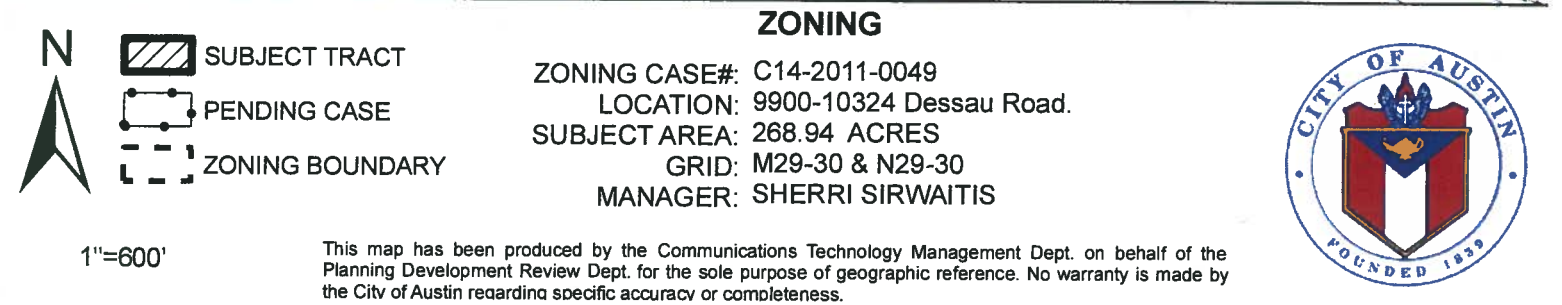 ZONING
N
SUBJECT TRACT
PENDING CASE
ZONING BOUNDARY
1"=600'
ZONING CASE#: C14-2011-0049
LOCATION: 9900-10324 Dessau Road.
SUBJECT AREA: 268.94 ACRES
GRID: M29-30 & N29-30
MANAGER: SHERRI SIRWAITIS
This map has been produced by the Communications Technology Management Dept. on behalf of the
Planning Development Review Dept. for the sole purpose of geographic reference. No warranty is made by
the City of Austin regarding specific accuracy or completeness.
CITY OF AUSTIN
FOUNDED 1839